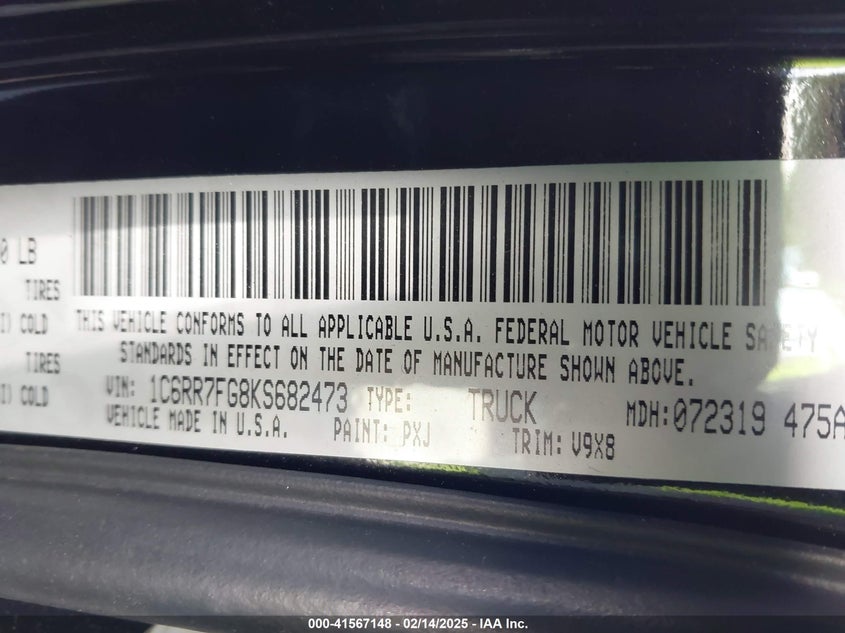 0 LB
TIRES
I) COLD
TIRES
I) COLD
THIS VEHICLE CONFORMS TO ALL APPLICABLE U.S.A. FEDERAL MOTOR VEHICLE SAFETY
STANDARDS IN EFFECT ON THE DATE OF MANUFACTURE SHOWN ABOVE.
VIN: 1C6RR7FG8KS682473 TYPE: TRUCK MDH:072319 475A
VEHICLE MADE IN U.S.A. PAINT: PXJ TRIM: V9X8
000-41567148 - 02/14/2025 - IAA Inc.